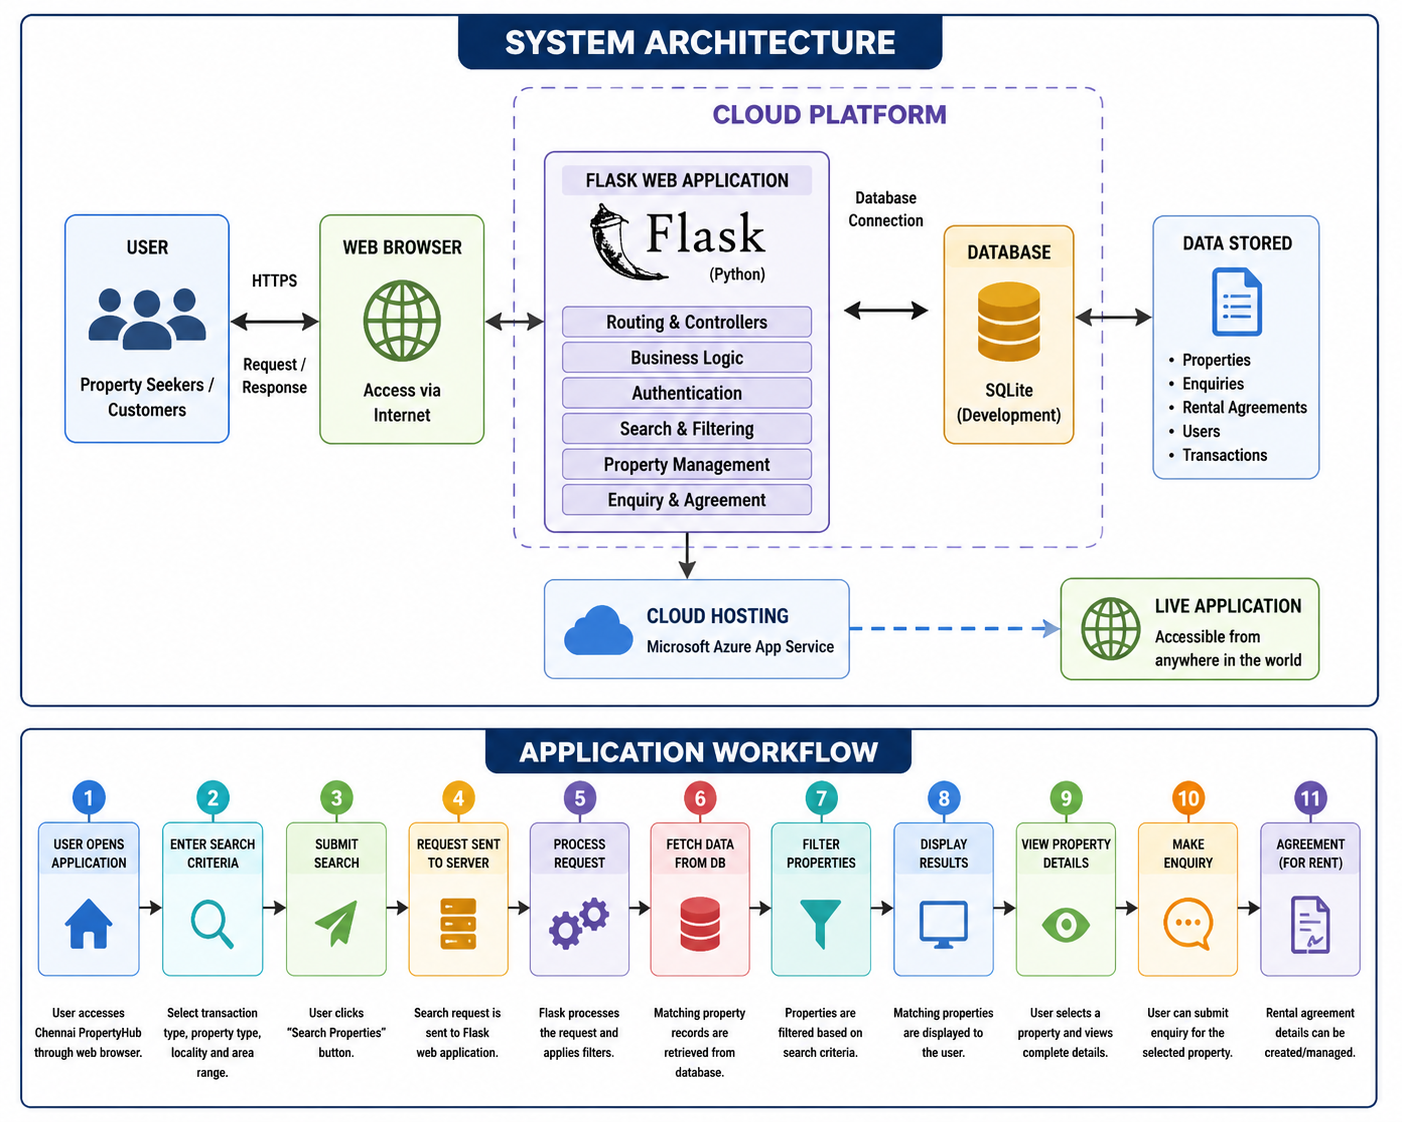 SYSTEM ARCHITECTURE
CLOUD PLATFORM
USER
Property Seekers /
Customers
HTTPS
Request /
Response
WEB BROWSER
Access via
Internet
FLASK WEB APPLICATION
Flask
(Python)
Routing & Controllers
Business Logic
Authentication
Search & Filtering
Property Management
Enquiry & Agreement
Database
Connection
DATABASE
SQLite
(Development)
DATA STORED
• Properties
• Enquiries
• Rental Agreements
• Users
• Transactions
CLOUD HOSTING
Microsoft Azure App Service
LIVE APPLICATION
Accessible from
anywhere in the world
APPLICATION WORKFLOW
1
USER OPENS
APPLICATION
User accesses
Chennai PropertyHub
through web browser.
2
ENTER SEARCH
CRITERIA
Select transaction
type, property type,
locality and area
range.
3
SUBMIT
SEARCH
User clicks
“Search Properties”
button.
4
REQUEST SENT
TO SERVER
Search request is
sent to Flask
web application.
5
PROCESS
REQUEST
Flask processes
the request and
applies filters.
6
FETCH DATA
FROM DB
Matching property
records are
retrieved from
database.
7
FILTER
PROPERTIES
Properties are
filtered based on
search criteria.
8
DISPLAY
RESULTS
Matching properties
are displayed to
the user.
9
VIEW PROPERTY
DETAILS
User selects a
property and views
complete details.
10
MAKE
ENQUIRY
User can submit
enquiry for the
selected property.
11
AGREEMENT
(FOR RENT)
Rental agreement
details can be
created/managed.